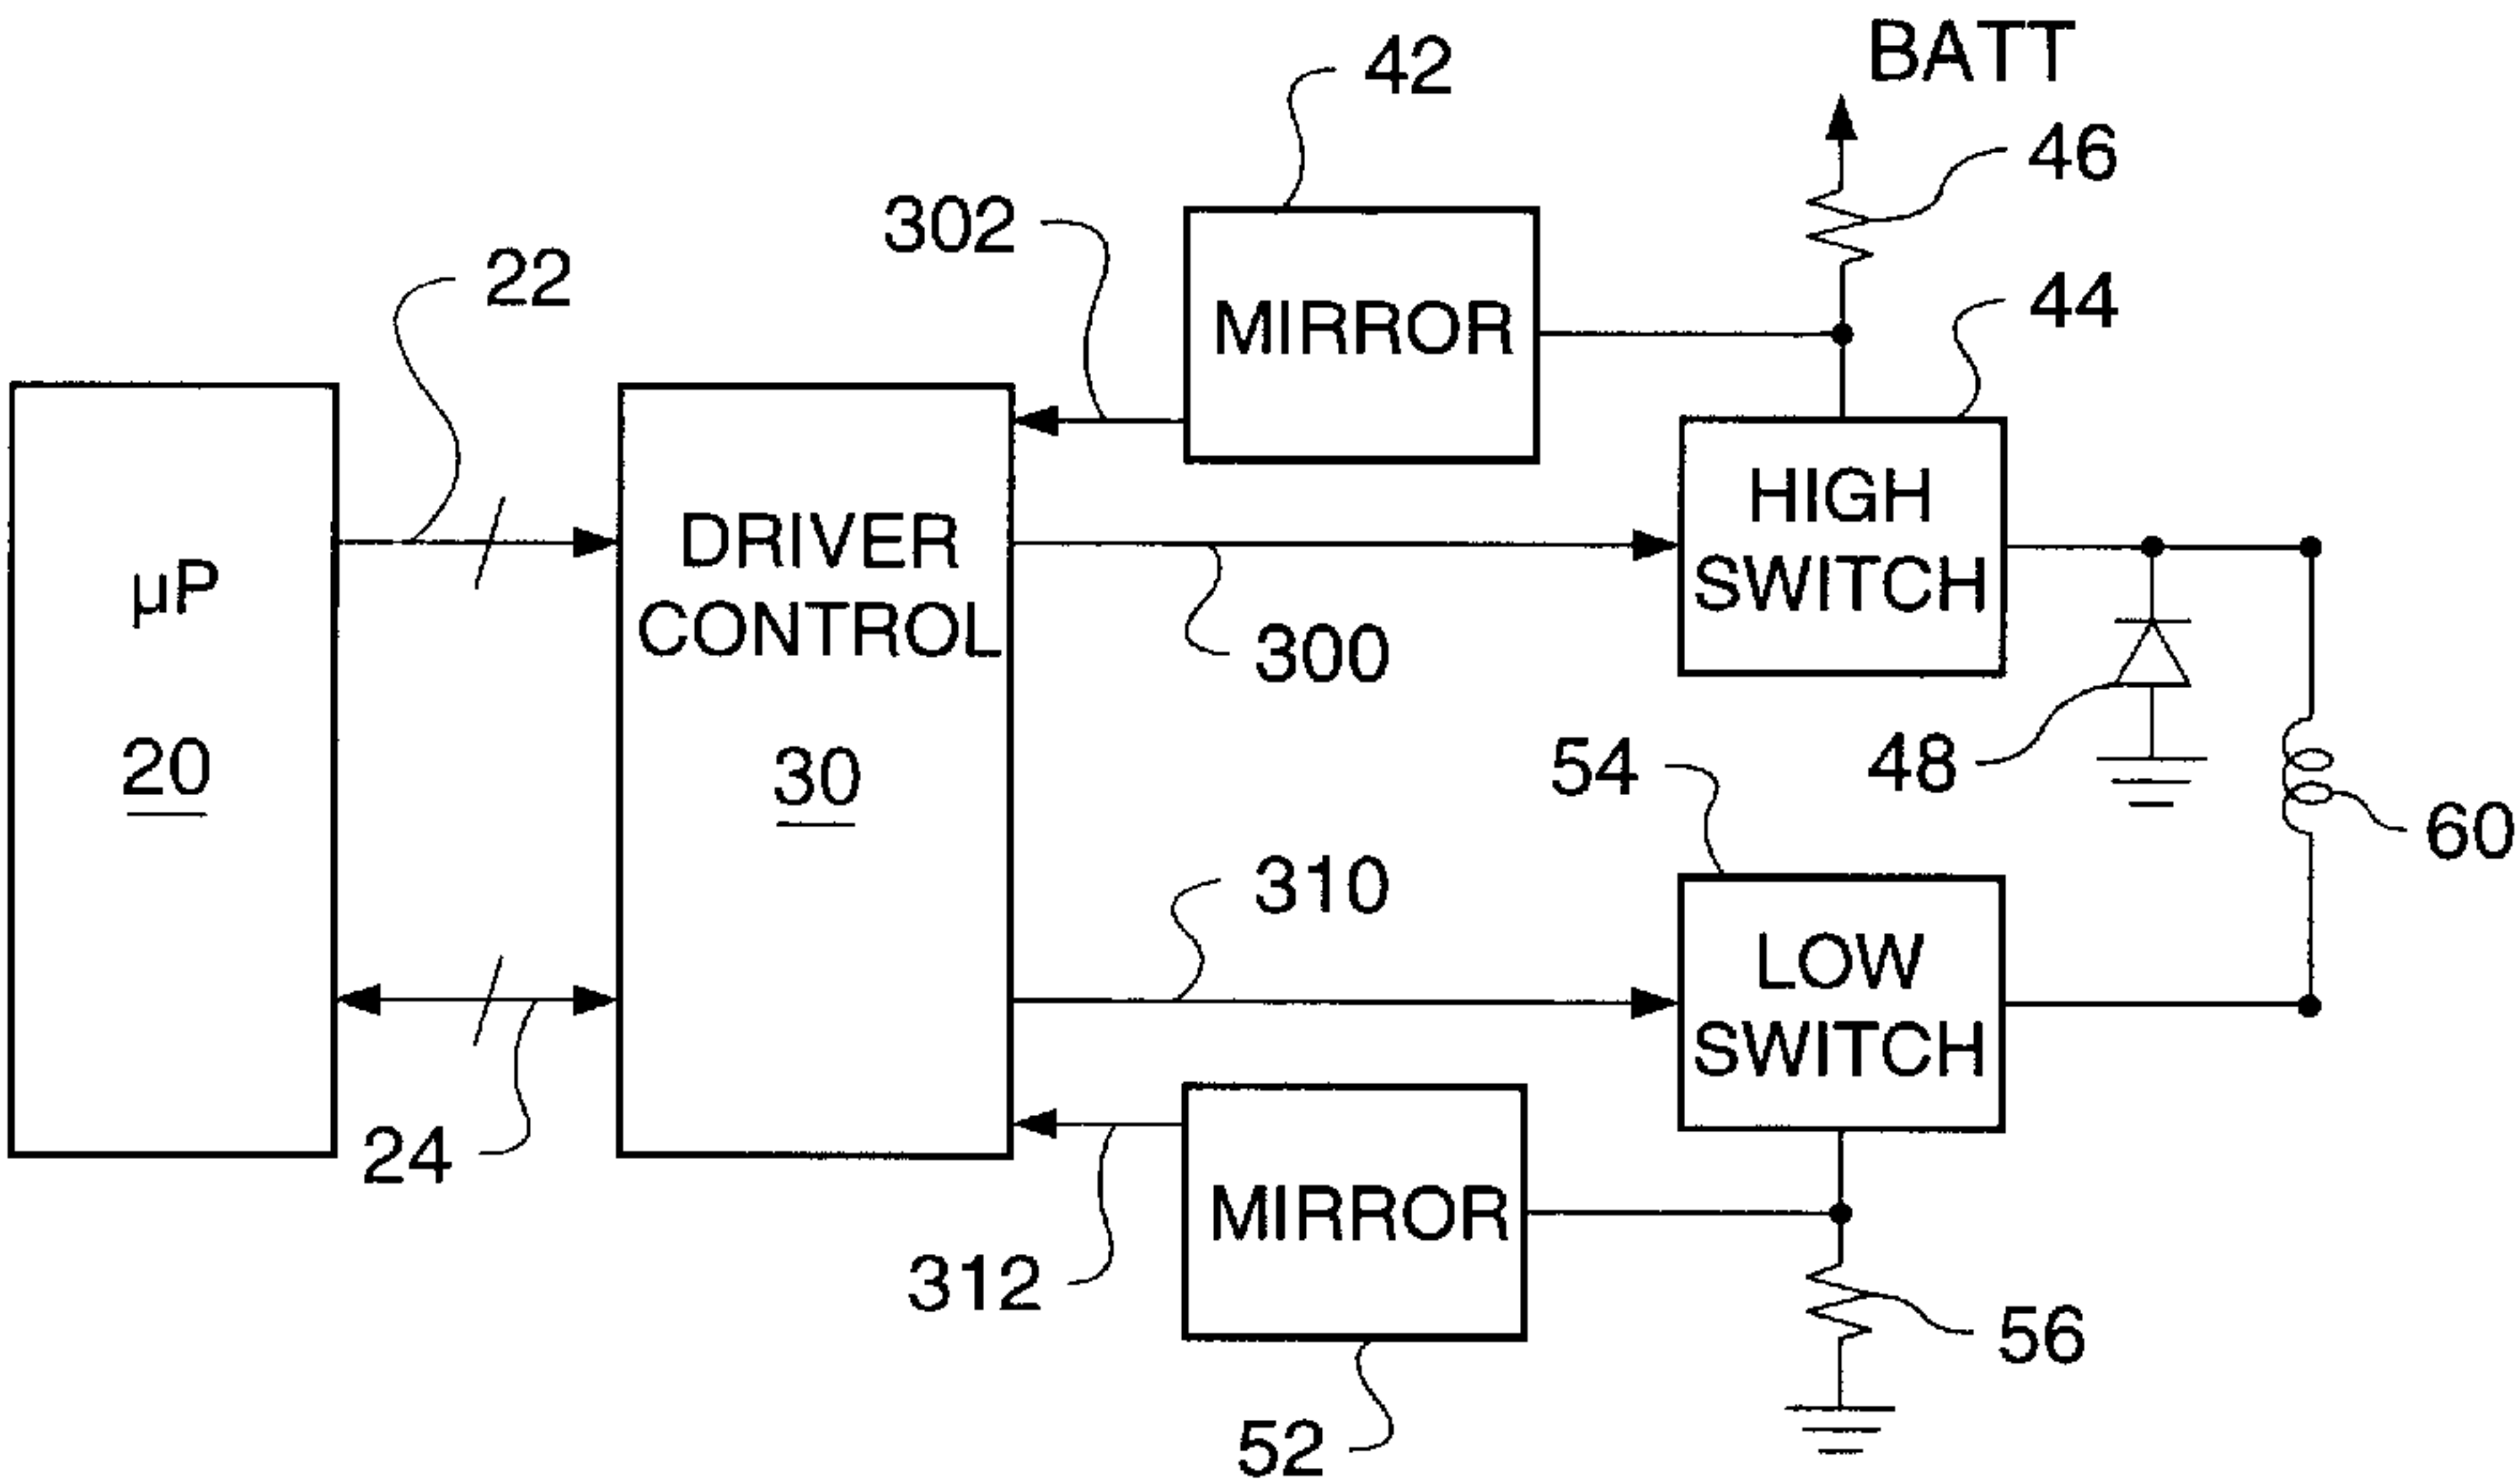 BATT
42
46
302
22
MIRROR
44
HIGH
SWITCH
DRIVER
CONTROL
µP
300
20
30
54
48
60
310
LOW
SWITCH
24
MIRROR
312
56
52